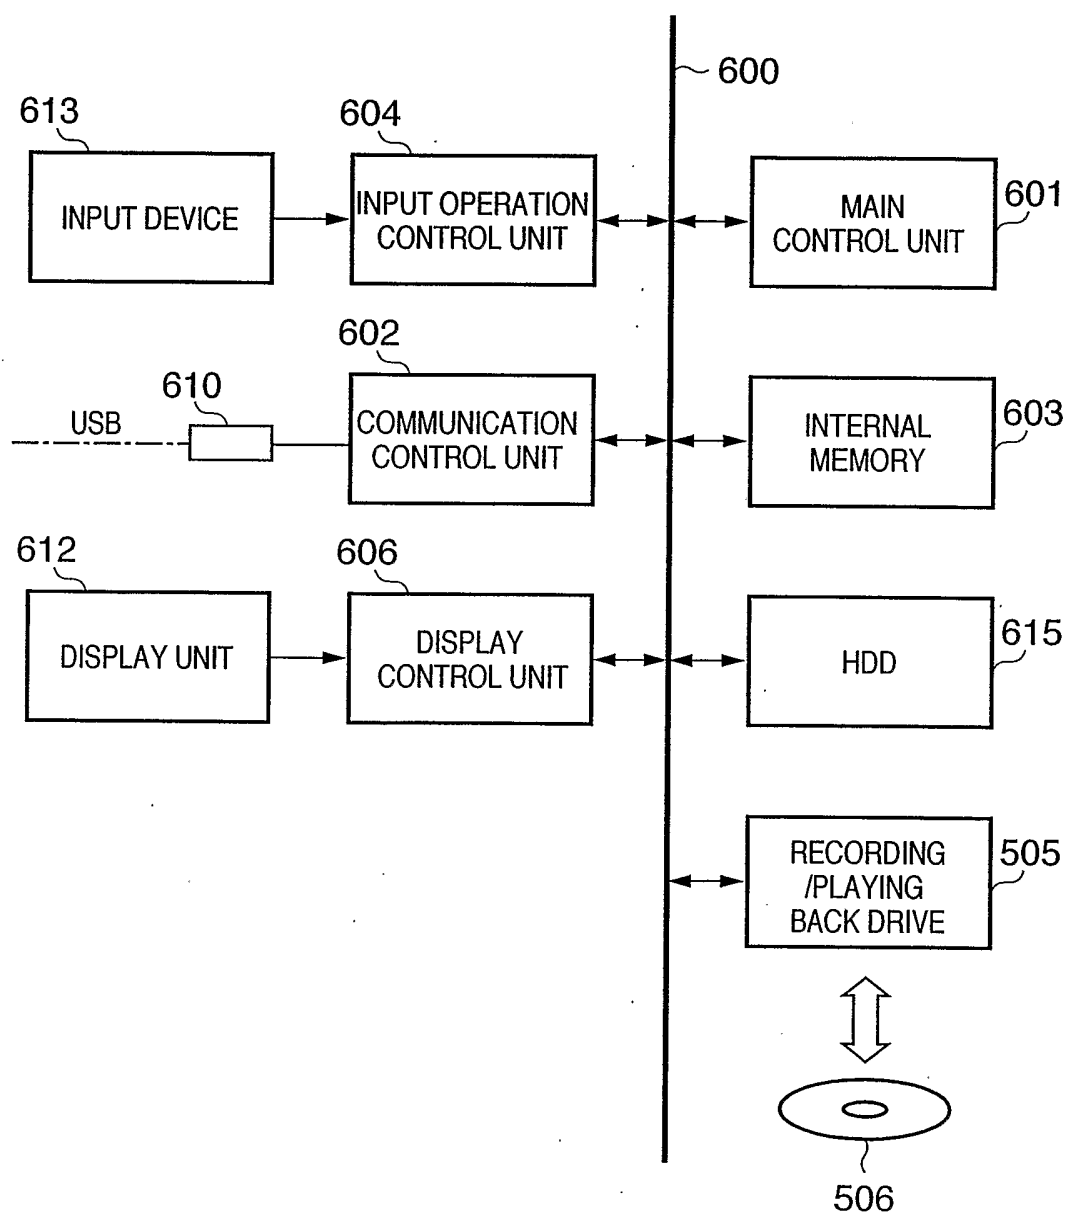 600
613
604
INPUT DEVICE
INPUT OPERATION
CONTROL UNIT
MAIN
CONTROL UNIT
601
602
610
USB
COMMUNICATION
CONTROL UNIT
INTERNAL
MEMORY
603
612
606
DISPLAY UNIT
DISPLAY
CONTROL UNIT
HDD
615
RECORDING
/PLAYING
BACK DRIVE
505
506